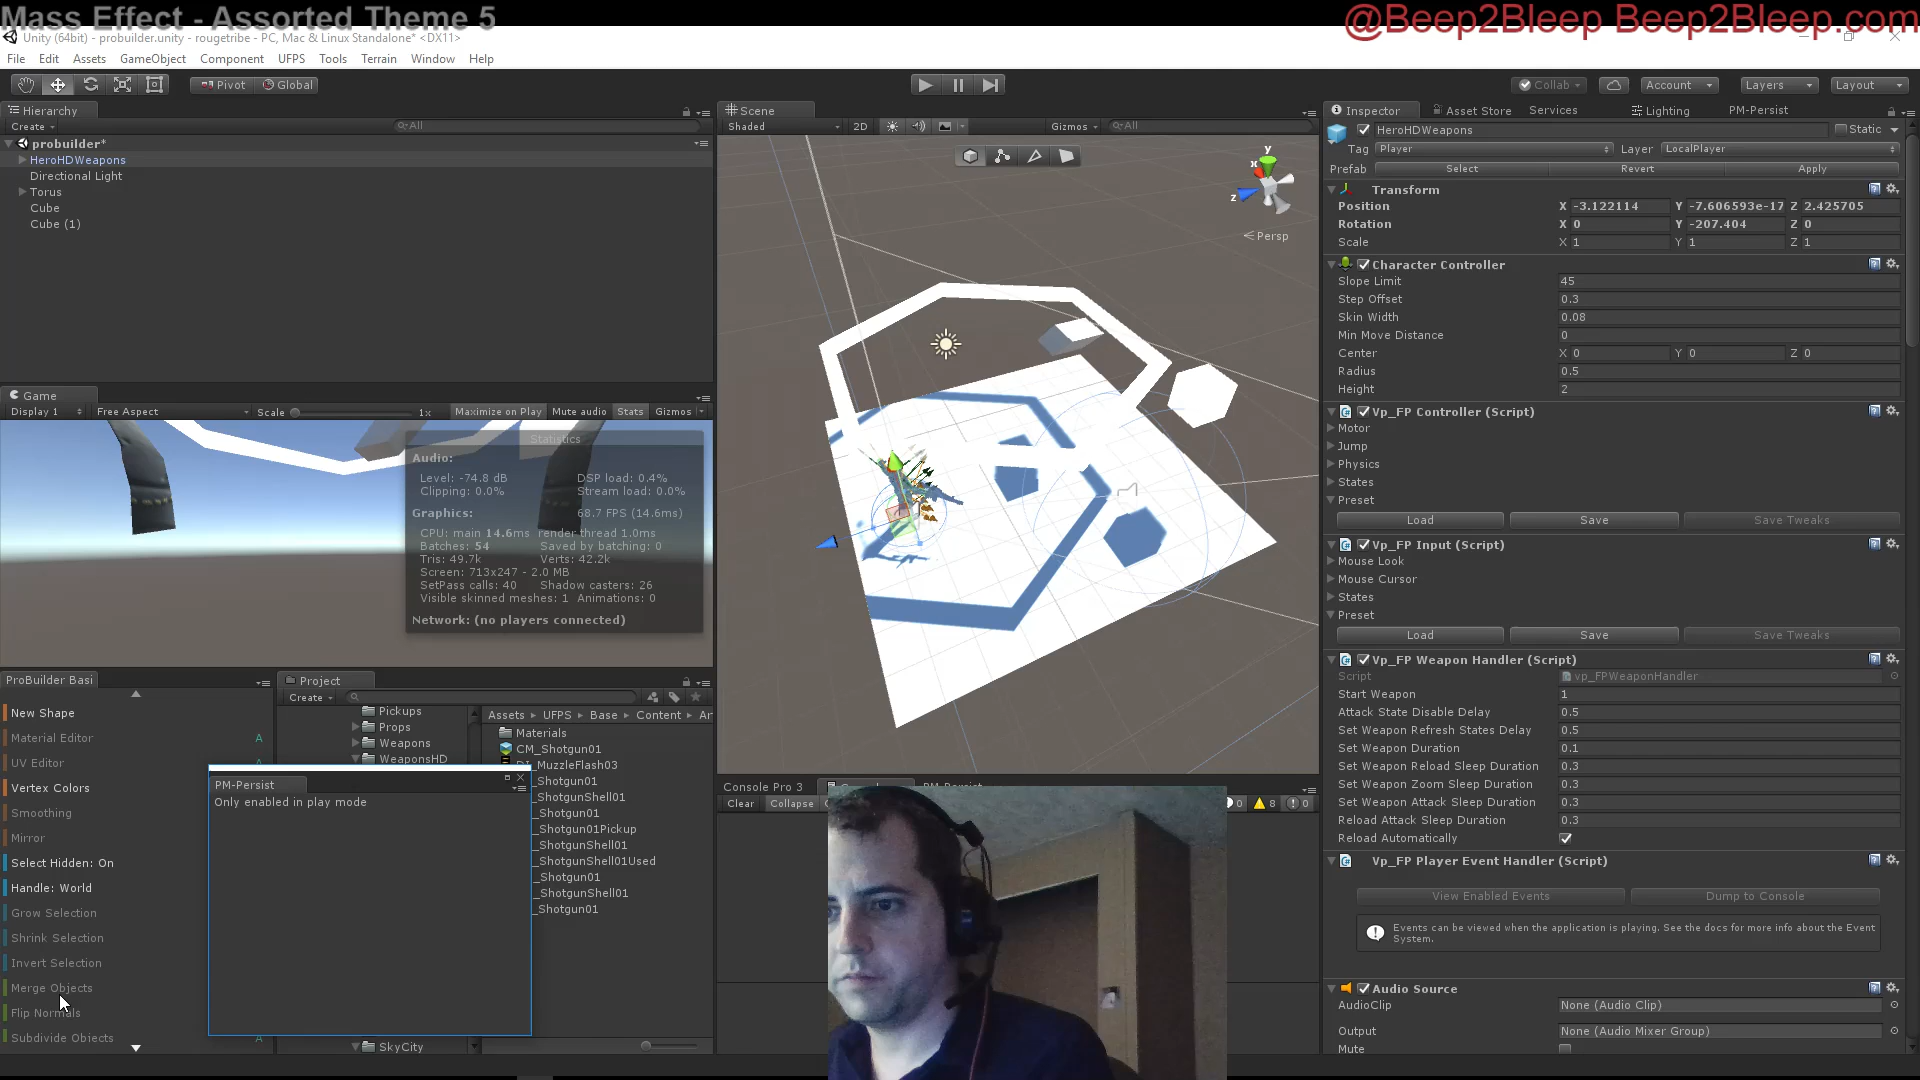 Mass Effect - Assorted Theme 5
@Beep2Bleep Beep2Bleep.com
Unity (64bit) - probuilder.unity - rougetribe - PC, Mac & Linux Standalone* <DX11>
File Edit Assets GameObject Component UFPS Tools Terrain Window Help
Pivot Global Collab Account Layers Layout
Hierarchy
Create All
probuilder*
HeroHDWeapons
Directional Light
Torus
Cube
Cube (1)
Scene
Shaded 2D Gizmos All
y
x
z
Persp
Game
Display 1 Free Aspect Scale 1x Maximize on Play Mute audio Stats Gizmos
Statistics
Audio:
Level: -74.8 dB DSP load: 0.4%
Clipping: 0.0% Stream load: 0.0%
Graphics: 68.7 FPS (14.6ms)
CPU: main 14.6ms render thread 1.0ms
Batches: 54 Saved by batching: 0
Tris: 49.7k Verts: 42.2k
Screen: 713x247 - 2.0 MB
SetPass calls: 40 Shadow casters: 26
Visible skinned meshes: 1 Animations: 0
Network: (no players connected)
ProBuilder Basi
New Shape
Material Editor A
UV Editor A
Vertex Colors A
Smoothing
Mirror
Select Hidden: On
Handle: World
Grow Selection
Shrink Selection
Invert Selection
Merge Objects
Flip Normals
Subdivide Objects A
Project
Create
Pickups
Props
Weapons
WeaponsHD
SkyCity
Assets UFPS Base Content Ar
Materials
CM_Shotgun01
DI_MuzzleFlash03
_Shotgun01
_ShotgunShell01
_Shotgun01
_Shotgun01Pickup
_ShotgunShell01
_ShotgunShell01Used
_Shotgun01
_ShotgunShell01
_Shotgun01
PM-Persist
Only enabled in play mode
Console Pro 3
Clear Collapse
0 8 0
Inspector Asset Store Services Lighting PM-Persist
HeroHDWeapons Static
Tag Player Layer LocalPlayer
Prefab Select Revert Apply
Transform
Position X -3.122114 Y -7.606593e-17 Z 2.425705
Rotation X 0 Y -207.404 Z 0
Scale X 1 Y 1 Z 1
Character Controller
Slope Limit 45
Step Offset 0.3
Skin Width 0.08
Min Move Distance 0
Center X 0 Y 0 Z 0
Radius 0.5
Height 2
Vp_FP Controller (Script)
Motor
Jump
Physics
States
Preset
Load Save Save Tweaks
Vp_FP Input (Script)
Mouse Look
Mouse Cursor
States
Preset
Load Save Save Tweaks
Vp_FP Weapon Handler (Script)
Script vp_FPWeaponHandler
Start Weapon 1
Attack State Disable Delay 0.5
Set Weapon Refresh States Delay 0.5
Set Weapon Duration 0.1
Set Weapon Reload Sleep Duration 0.3
Set Weapon Zoom Sleep Duration 0.3
Set Weapon Attack Sleep Duration 0.3
Reload Attack Sleep Duration 0.3
Reload Automatically
Vp_FP Player Event Handler (Script)
View Enabled Events Dump to Console
Events can be viewed when the application is playing. See the docs for more info about the Event
System.
Audio Source
AudioClip None (Audio Clip)
Output None (Audio Mixer Group)
Mute